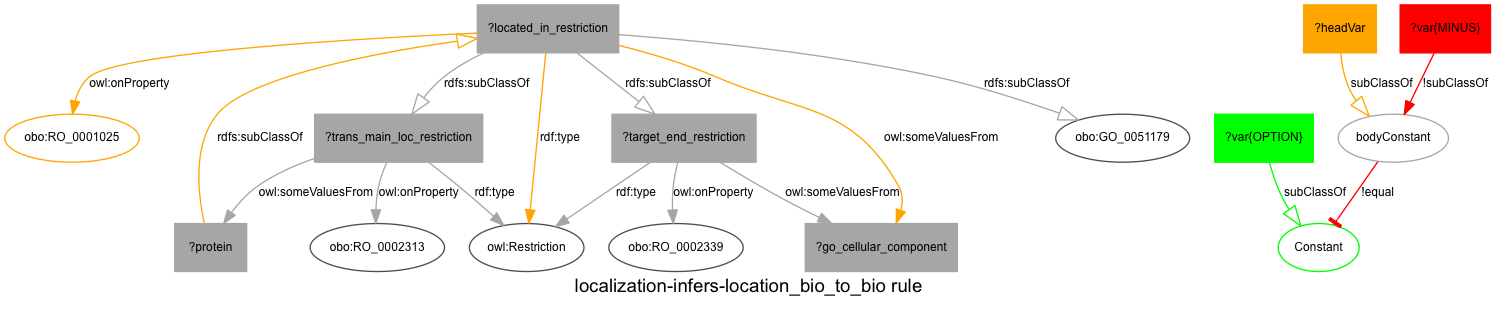 ?located_in_restriction
?headVar
?var{MINUS}
owl:onProperty
rdfs:subClassOf
rdfs:subClassOf
rdfs:subClassOf
subClassOf
!subClassOf
obo:RO_0001025
rdfs:subClassOf
?trans_main_loc_restriction
rdf:type
?target_end_restriction
owl:someValuesFrom
obo:GO_0051179
?var{OPTION}
bodyConstant
owl:someValuesFrom
owl:onProperty
rdf:type
rdf:type
owl:onProperty
owl:someValuesFrom
subClassOf
!equal
?protein
obo:RO_0002313
owl:Restriction
obo:RO_0002339
?go_cellular_component
Constant
localization-infers-location_bio_to_bio rule